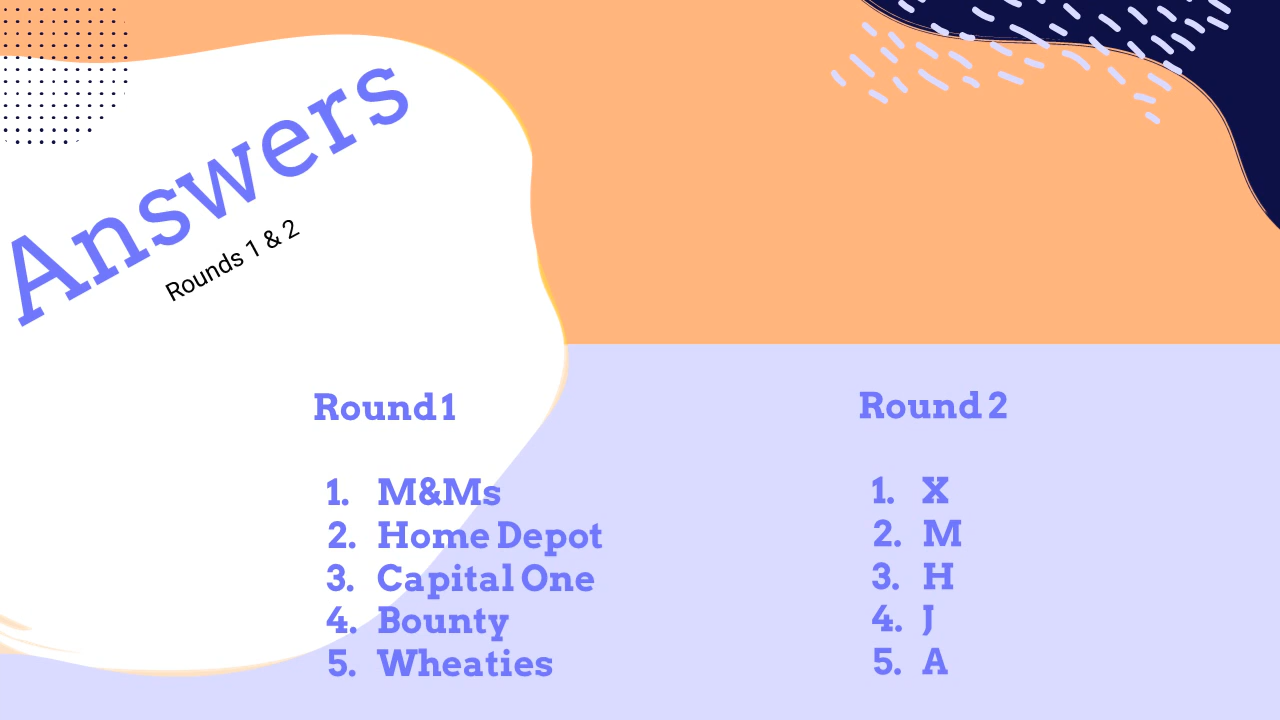 Answers
Rounds 1 & 2
Round 1
1. M&Ms
2. Home Depot
3. Capital One
4. Bounty
5. Wheaties
Round 2
1. X
2. M
3. H
4. J
5. A